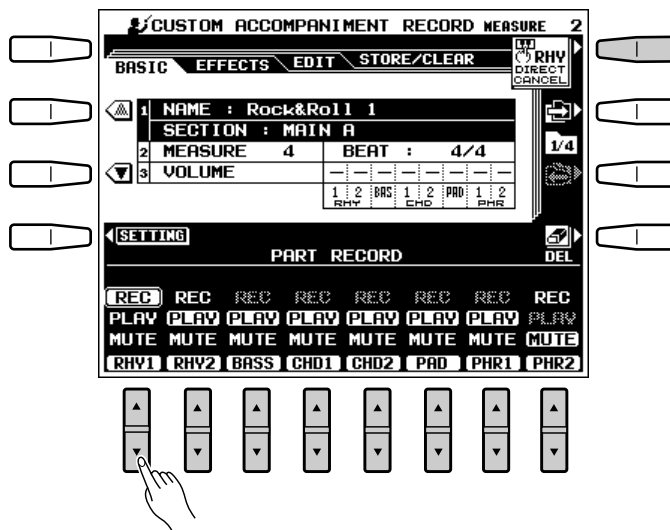 CUSTOM ACCOMPANIMENT RECORD MEASURE 2
BASIC EFFECTS EDIT STORE/CLEAR
RHY
DIRECT
CANCEL
1 NAME : Rock&Roll 1
SECTION : MAIN A
2 MEASURE 4 BEAT : 4/4
3 VOLUME
1/4
1 2 BAS 1 2 PAD 1 2
RHY CHD PHR
SETTING
PART RECORD
DEL
REC REC REC REC REC REC REC REC
PLAY PLAY PLAY PLAY PLAY PLAY PLAY PLAY
MUTE MUTE MUTE MUTE MUTE MUTE MUTE MUTE
RHY1 RHY2 BASS CHD1 CHD2 PAD PHR1 PHR2